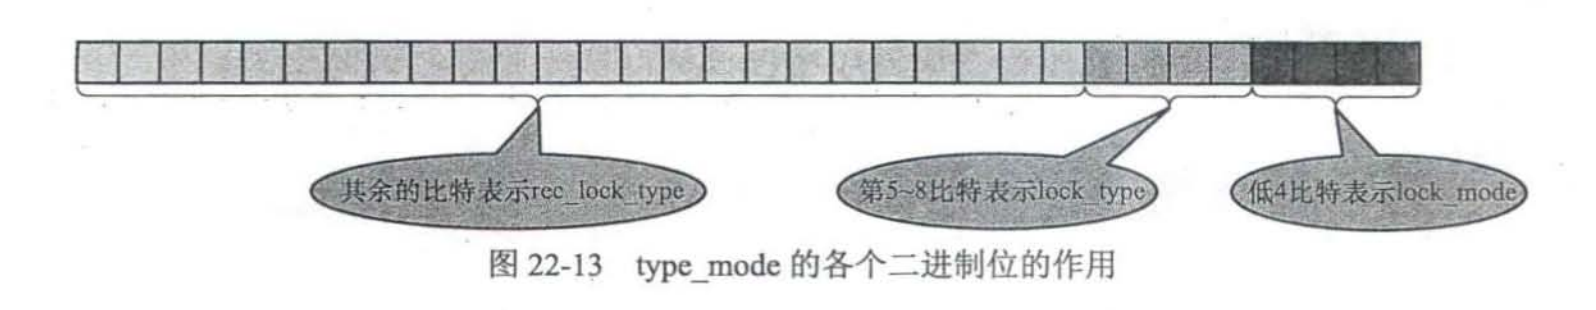 其余的比特表示rec_lock_type
第5~8比特表示lock_type
低4比特表示lock_mode
图 22-13 type_mode 的各个二进制位的作用